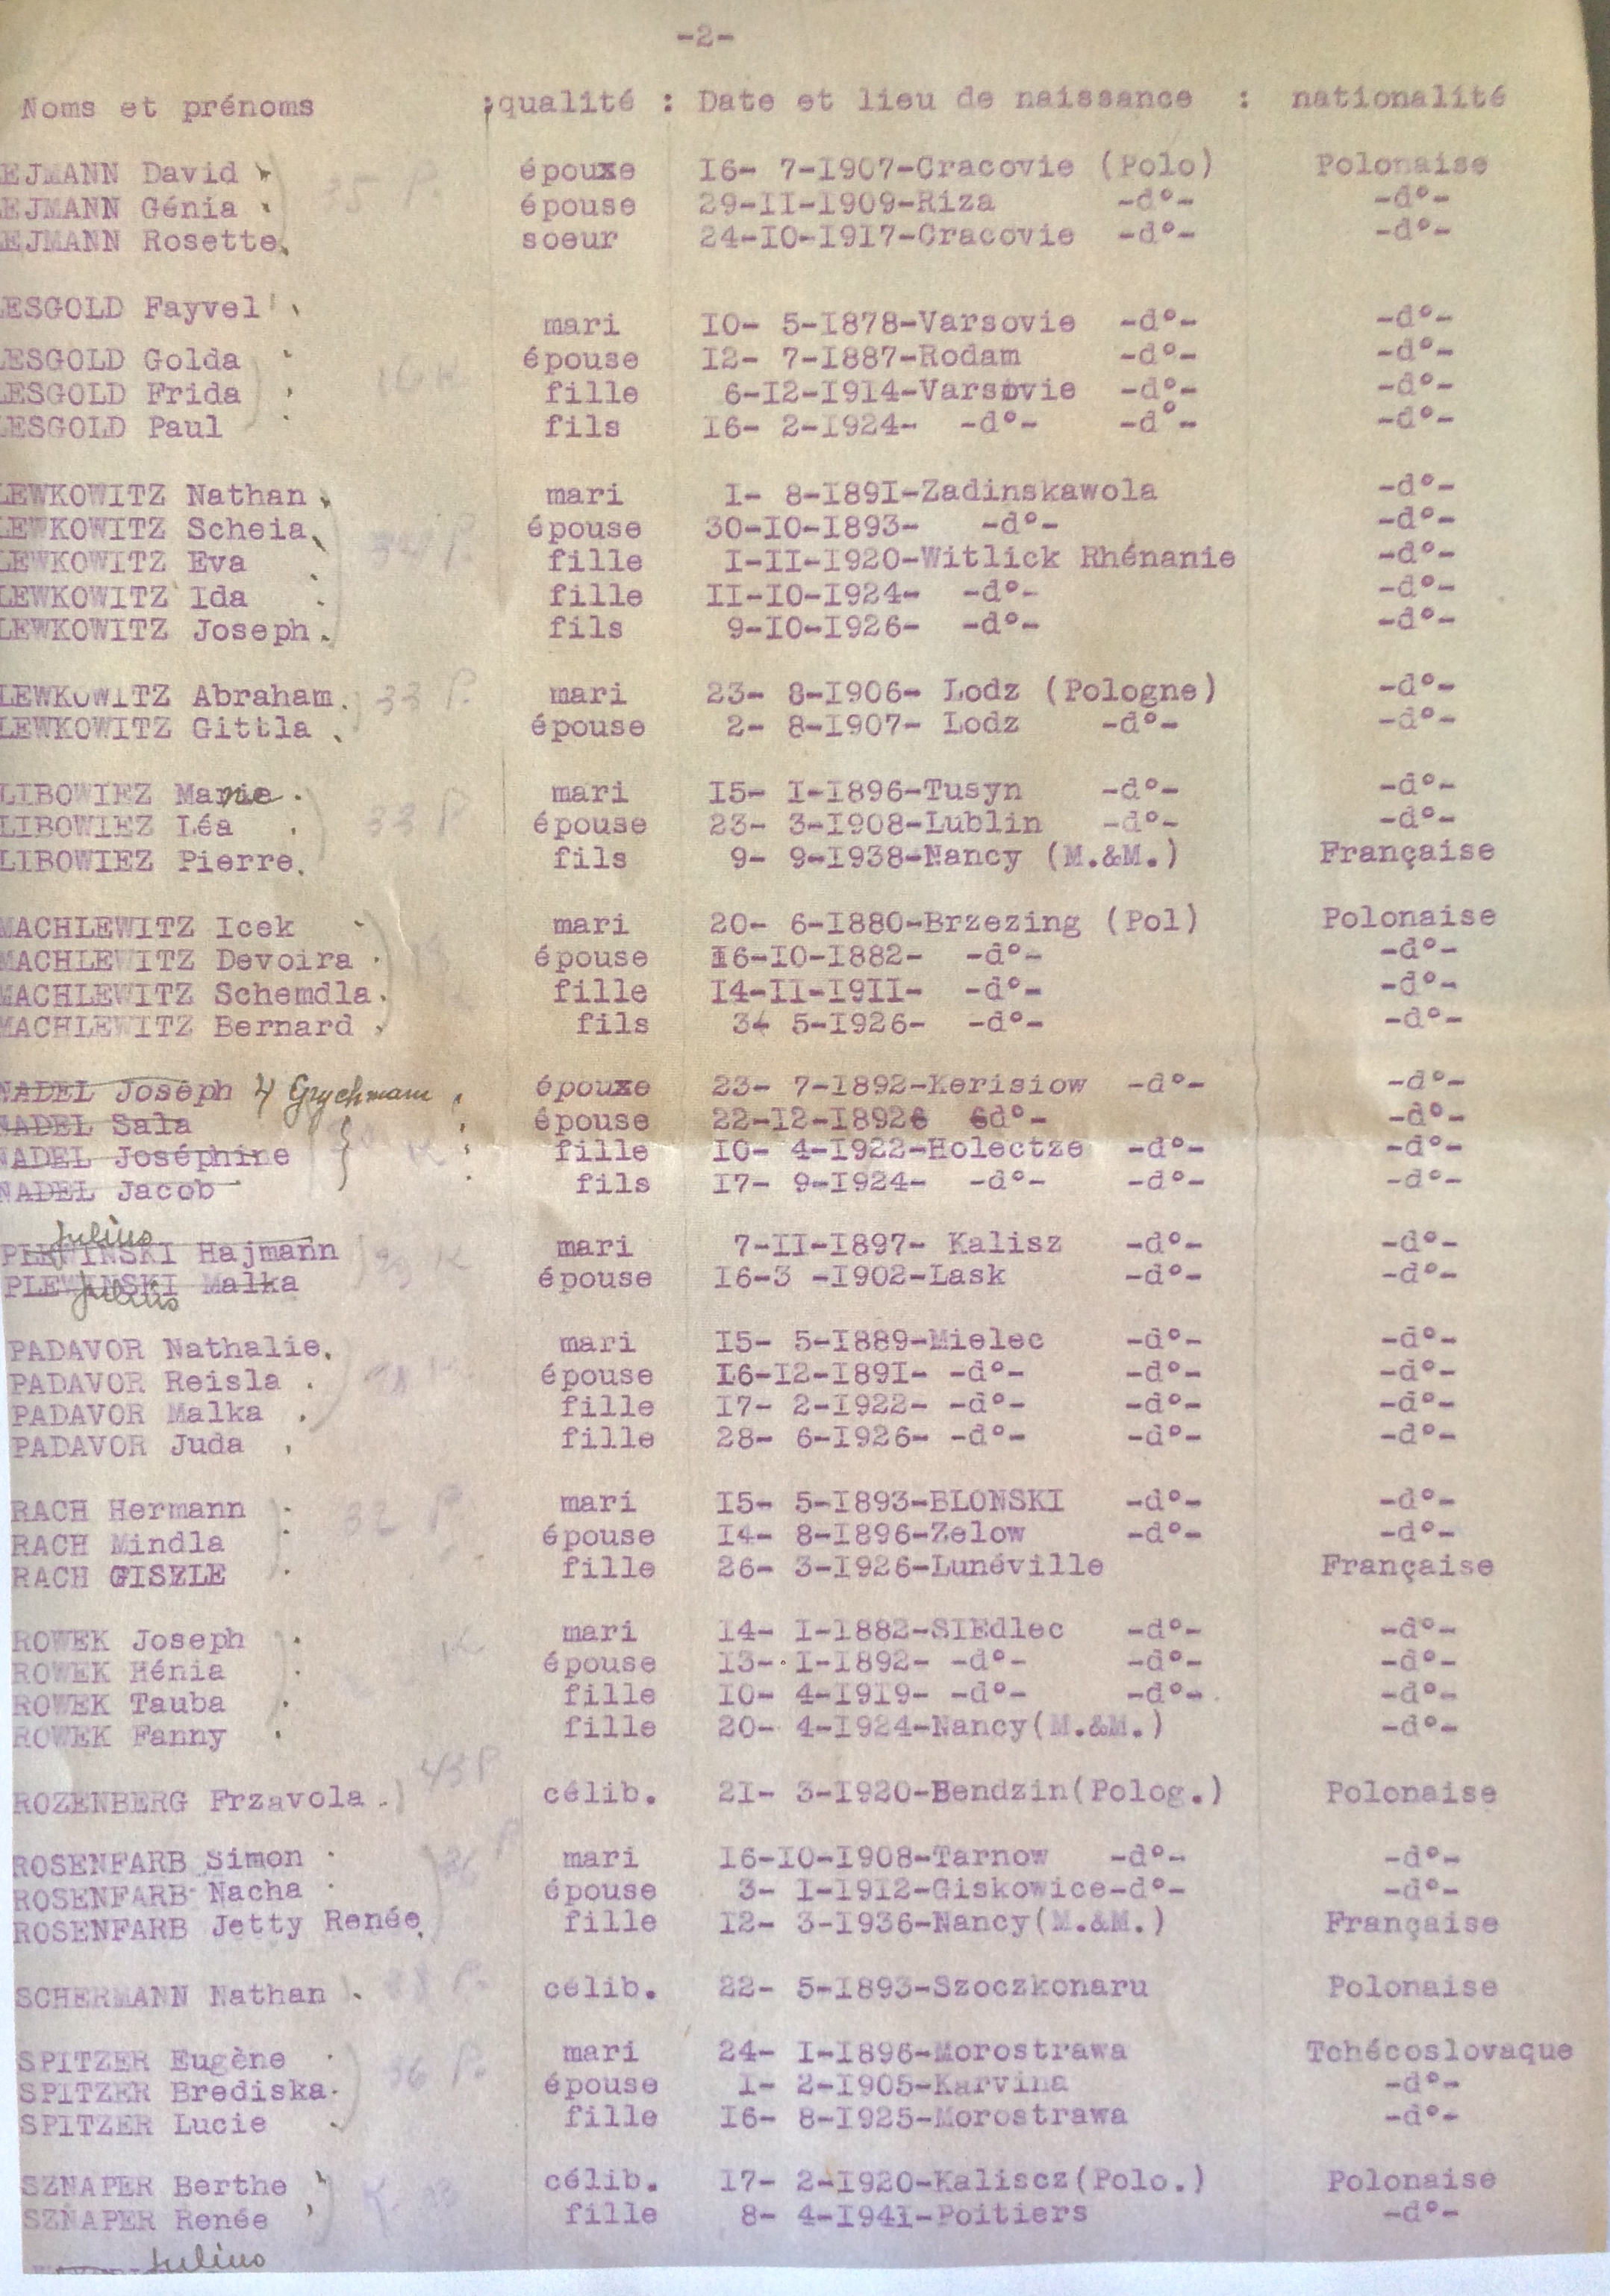 -2-
Noms et prénoms : qualité : Date et lieu de naissance : nationalité
EJMANN David épouxe I6- 7-I907-Cracovie (Polo) Polonaise
EJMANN Génia 35 P. épouse 29-II-I909-Riza -d°- -d°-
EJMANN Rosette soeur 24-I0-I9I7-Cracovie -d°- -d°-
LESGOLD Fayvel mari I0- 5-I878-Varsovie -d°- -d°-
LESGOLD Golda épouse I2- 7-I887-Rodam -d°- -d°-
LESGOLD Frida fille 6-I2-I9I4-Varsovie -d°- -d°-
LESGOLD Paul fils I6- 2-I924- -d°- -d°- -d°-
LEWKOWITZ Nathan mari I- 8-I89I-Zadinskawola -d°-
LEWKOWITZ Scheia épouse 30-I0-I893- -d°- -d°-
LEWKOWITZ Eva fille I-II-I920-Witlick Rhénanie -d°-
LEWKOWITZ Ida fille II-I0-I924- -d°- -d°-
LEWKOWITZ Joseph fils 9-I0-I926- -d°- -d°-
LEWKOWITZ Abraham 33 P. mari 23- 8-I906- Lodz (Pologne) -d°-
LEWKOWITZ Gittla épouse 2- 8-I907- Lodz -d°- -d°-
LIBOWIEZ mari I5- I-I896-Tusyn -d°- -d°-
LIBOWIEZ Léa 33 P épouse 23- 3-I908-Lublin -d°- -d°-
LIBOWIEZ Pierre. fils 9- 9-I938-Nancy (M.&M.) Française
MACHLEWITZ Icek mari 20- 6-I880-Brzezing (Pol) Polonaise
MACHLEWITZ Devoira épouse I6-I0-I882- -d°- -d°-
MACHLEWITZ Schemdla fille I4-II-I9II- -d°- -d°-
MACHLEWITZ Bernard fils 3- 5-I926- -d°- -d°-
NADEL Joseph 4 Grychmann épouxe 23- 7-I892-Kerisiow -d°- -d°-
NADEL Sala épouse 22-I2-I892 d°- -d°-
NADEL Joséphine K fille I0- 4-I922-Holectze -d°- -d°-
NADEL Jacob fils I7- 9-I924- -d°- -d°- -d°-
Julius
PLEWINSKI Hajmann K mari 7-II-I897- Kalisz -d°- -d°-
PLEWINSKI Malka épouse I6-3 -I902-Lask -d°- -d°-
Julius
PADAVOR Nathalie. mari I5- 5-I889-Mielec -d°- -d°-
PADAVOR Reisla épouse I6-I2-I89I- -d°- -d°- -d°-
PADAVOR Malka fille I7- 2-I922- -d°- -d°- -d°-
PADAVOR Juda fille 28- 6-I926- -d°- -d°- -d°-
RACH Hermann 32 P mari I5- 5-I893-BLONSKI -d°- -d°-
RACH Mindla épouse I4- 8-I896-Zelow -d°- -d°-
RACH GISELE fille 26- 3-I926-Lunéville Française
ROWEK Joseph K mari I4- I-I882-SIEdlec -d°- -d°-
ROWEK Hénia épouse I3- I-I892- -d°- -d°- -d°-
ROWEK Tauba fille I0- 4-I9I9- -d°- -d°- -d°-
ROWEK Fanny fille 20- 4-I924-Nancy(M.&M.) -d°-
43 P
ROZENBERG Frzavola célib. 2I- 3-I920-Bendzin(Polog.) Polonaise
ROSENFARB Simon mari I6-I0-I908-Tarnow -d°- -d°-
ROSENFARB Nacha épouse 3- I-I9I2-Giskowice-d°- -d°-
ROSENFARB Jetty Renée fille I2- 3-I936-Nancy(M.&M.) Française
SCHERMANN Nathan célib. 22- 5-I893-Szoczkonaru Polonaise
SPITZER Eugène 36 P. mari 24- I-I896-Morostrawa Tchécoslovaque
SPITZER Brediska épouse I- 2-I905-Karvina -d°-
SPITZER Lucie fille I6- 8-I925-Morostrawa -d°-
SZNAPER Berthe célib. I7- 2-I920-Kaliscz(Polo.) Polonaise
SZNAPER Renée fille 8- 4-I94I-Poitiers -d°-
Julius